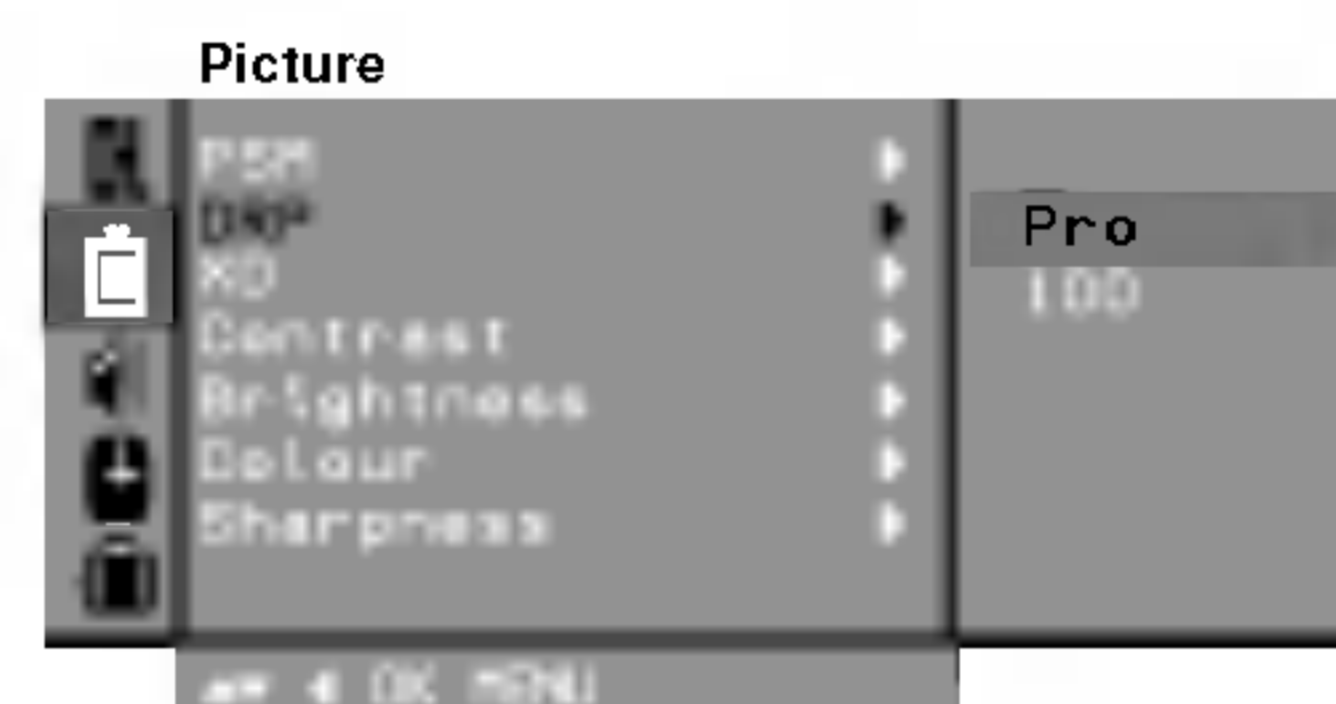 Picture
PSM
DRP
XD
Contrast
Brightness
Colour
Sharpness
Pro
100
OK MENU